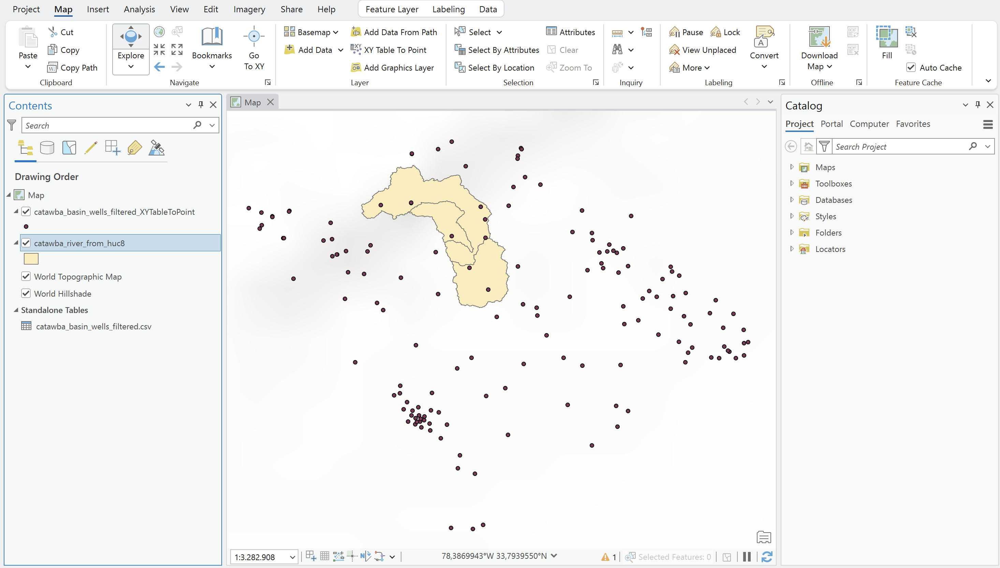 Project Map Insert Analysis View Edit Imagery Share Help Feature Layer Labeling Data
Paste
Cut
Copy
Copy Path
Clipboard
Explore
Bookmarks
Go
To XY
Navigate
Basemap
Add Data
Add Data From Path
XY Table To Point
Add Graphics Layer
Layer
Select
Select By Attributes
Select By Location
Attributes
Clear
Zoom To
Selection
Inquiry
Pause
Lock
View Unplaced
More
Convert
Labeling
Download
Map
Offline
Fill
Auto Cache
Feature Cache
Contents
Search
Drawing Order
Map
catawba_basin_wells_filtered_XYTableToPoint
catawba_river_from_huc8
World Topographic Map
World Hillshade
Standalone Tables
catawba_basin_wells_filtered.csv
Map
1:3.282.908
78,3869943°W 33,7939550°N
1
Selected Features: 0
Catalog
Project Portal Computer Favorites
Search Project
Maps
Toolboxes
Databases
Styles
Folders
Locators